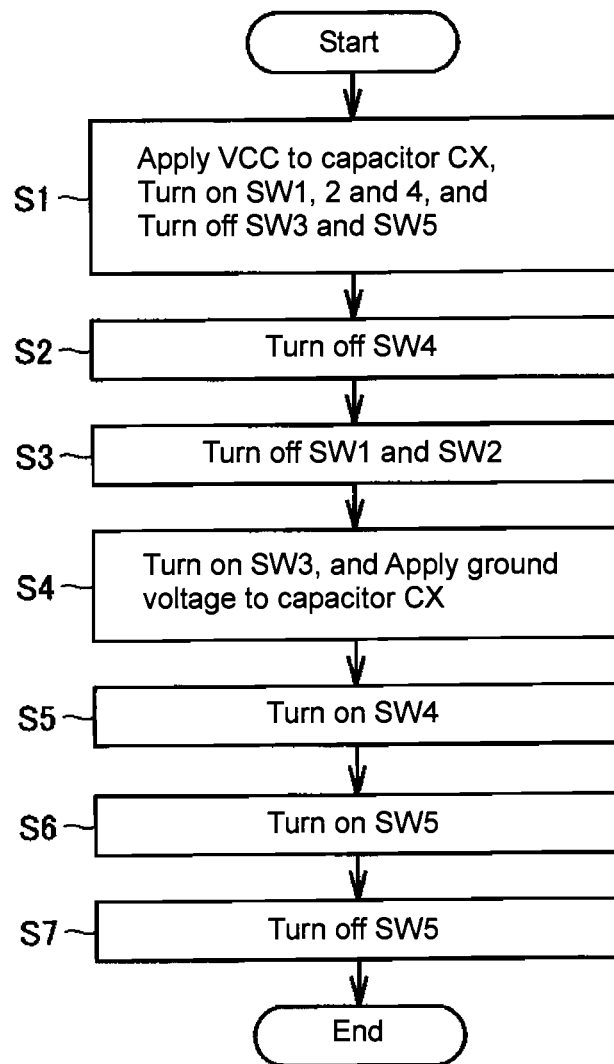 Start
S1
Apply VCC to capacitor CX,
Turn on SW1, 2 and 4, and
Turn off SW3 and SW5
S2
Turn off SW4
S3
Turn off SW1 and SW2
S4
Turn on SW3, and Apply ground
voltage to capacitor CX
S5
Turn on SW4
S6
Turn on SW5
S7
Turn off SW5
End